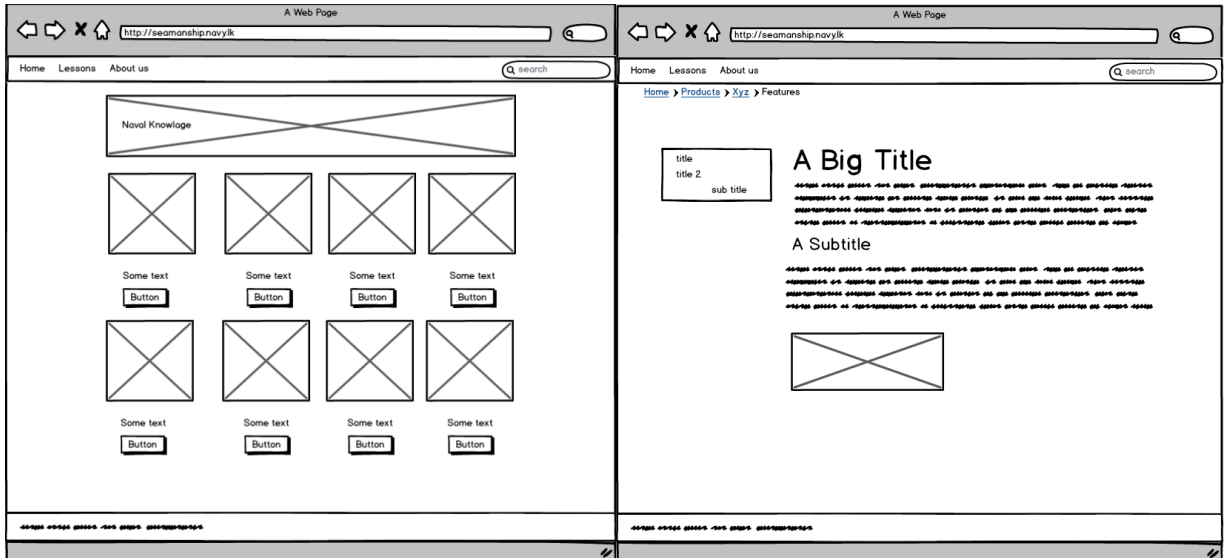 A Web Page
http://seamanship.navy.lk
Home Lessons About us search
Naval Knowlage
Some text Some text Some text Some text
Button Button Button Button
Some text Some text Some text Some text
Button Button Button Button
A Web Page
http://seamanship.navy.lk
Home Lessons About us search
Home Products Xyz Features
title
title 2
sub title
A Big Title
A Subtitle